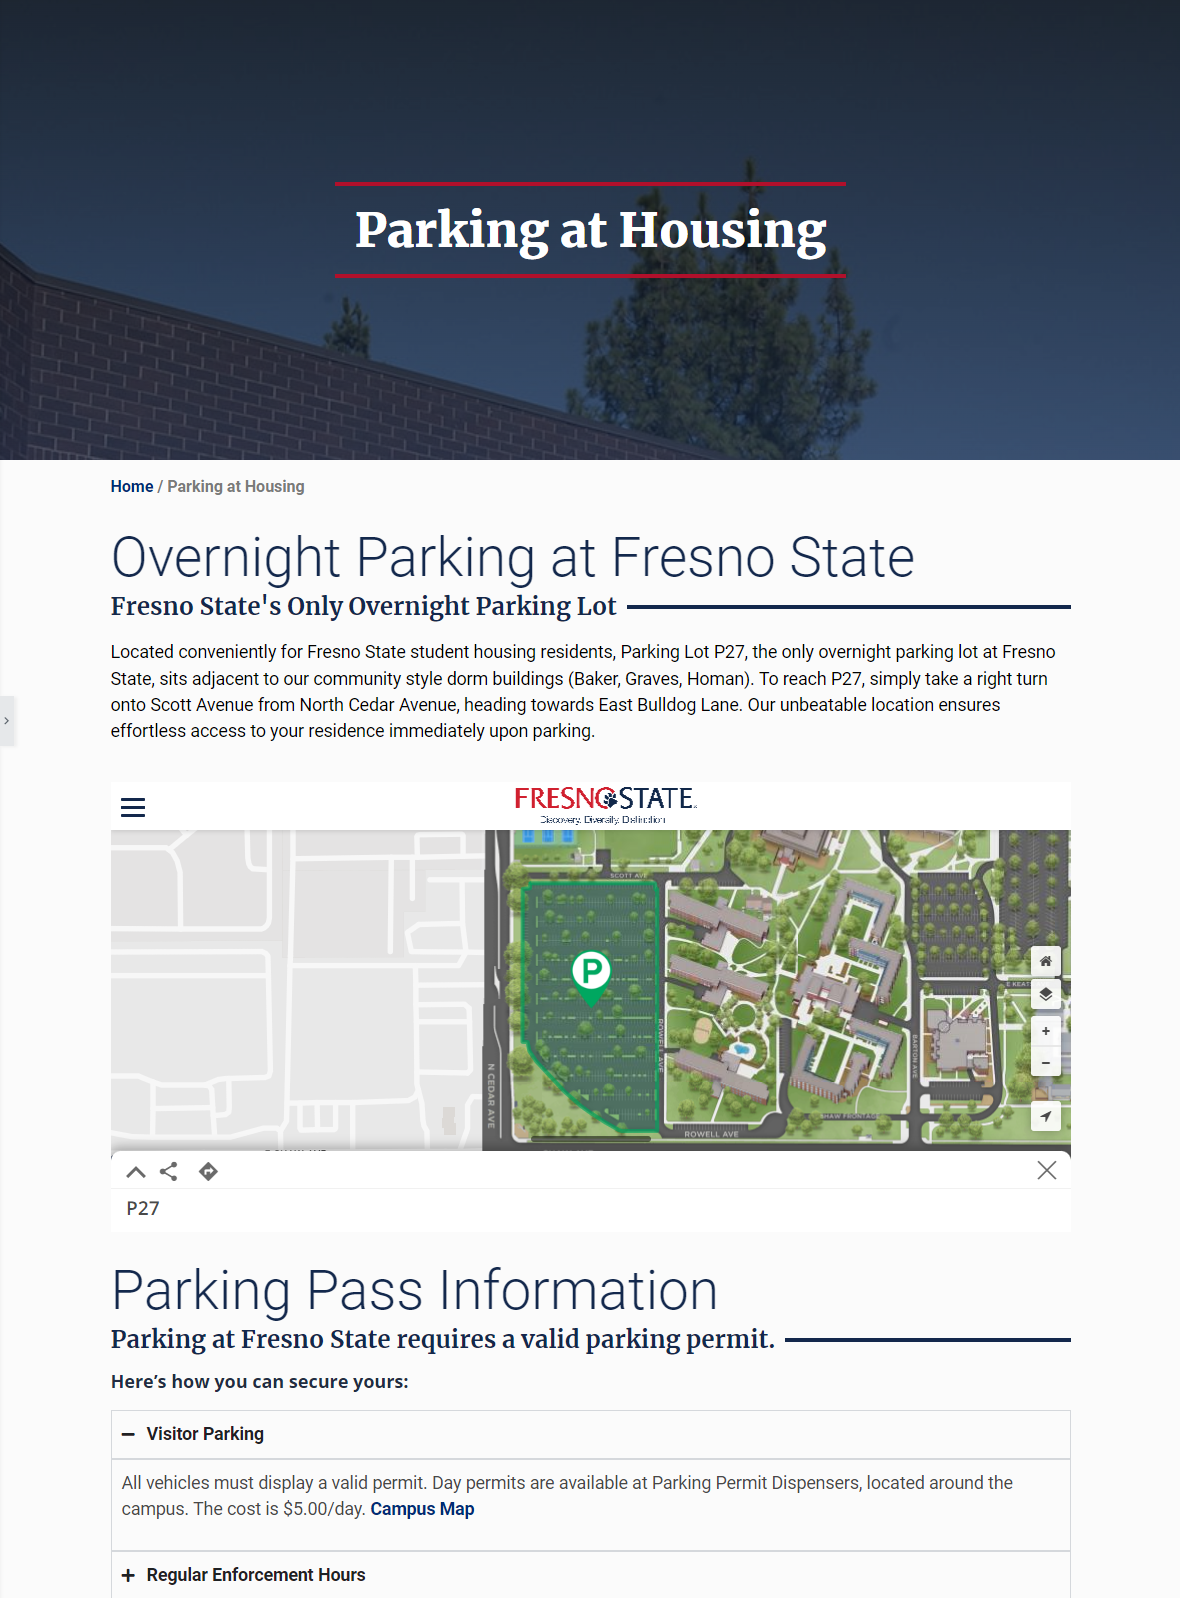 Parking at Housing
Home / Parking at Housing
Overnight Parking at Fresno State
Fresno State's Only Overnight Parking Lot
Located conveniently for Fresno State student housing residents, Parking Lot P27, the only overnight parking lot at Fresno
State, sits adjacent to our community style dorm buildings (Baker, Graves, Homan). To reach P27, simply take a right turn
onto Scott Avenue from North Cedar Avenue, heading towards East Bulldog Lane. Our unbeatable location ensures
effortless access to your residence immediately upon parking.
FRESNO STATE
Discovery. Diversity. Distinction.
SCOTT AVE
P
E KEATS
ROWELL AVE
BARTON AVE
N CEDAR AVE
SHAW FRONTAGE
ROWELL AVE
P27
Parking Pass Information
Parking at Fresno State requires a valid parking permit.
Here’s how you can secure yours:
Visitor Parking
All vehicles must display a valid permit. Day permits are available at Parking Permit Dispensers, located around the
campus. The cost is $5.00/day. Campus Map
Regular Enforcement Hours